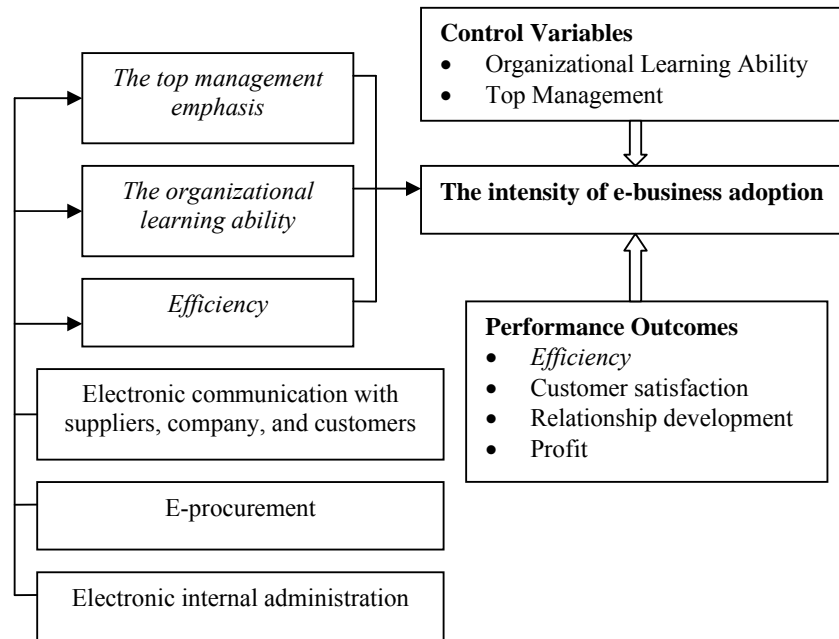 The top management
emphasis
The organizational
learning ability
Efficiency
Electronic communication with
suppliers, company, and customers
E-procurement
Electronic internal administration
Control Variables
• Organizational Learning Ability
• Top Management
The intensity of e-business adoption
Performance Outcomes
• Efficiency
• Customer satisfaction
• Relationship development
• Profit